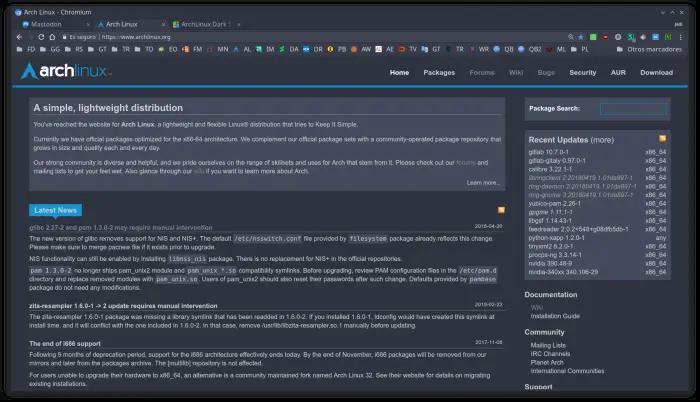 Arch Linux - Chromium
Mastodon
Arch Linux
ArchLinux Dark S
Es seguro | https://www.archlinux.org
FD GG RS GT TR TO EO FM MN AL IM DA DR PB AW AE TV GT TR WR QB QB2 ML PL Otros marcadores
archlinux
Home Packages Forums Wiki Bugs Security AUR Download
A simple, lightweight distribution
You've reached the website for Arch Linux, a lightweight and flexible Linux® distribution that tries to Keep It Simple.
Currently we have official packages optimized for the x86-64 architecture. We complement our official package sets with a community-operated package repository that
grows in size and quality each and every day.
Our strong community is diverse and helpful, and we pride ourselves on the range of skillsets and uses for Arch that stem from it. Please check out our forums and
mailing lists to get your feet wet. Also glance through our wiki if you want to learn more about Arch.
Learn more...
Latest News
glibc 2.27-2 and pam 1.3.0-2 may require manual intervention
2018-04-20
The new version of glibc removes support for NIS and NIS+. The default /etc/nsswitch.conf file provided by filesystem package already reflects this change.
Please make sure to merge pacnew file if it exists prior to upgrade.
NIS functionality can still be enabled by installing libnss_nis package. There is no replacement for NIS+ in the official repositories.
pam 1.3.0-2 no longer ships pam_unix2 module and pam_unix_*.so compatibility symlinks. Before upgrading, review PAM configuration files in the /etc/pam.d
directory and replace removed modules with pam_unix.so. Users of pam_unix2 should also reset their passwords after such change. Defaults provided by pambase
package do not need any modifications.
zita-resampler 1.6.0-1 -> 2 update requires manual intervention
2018-02-22
The zita-resampler 1.6.0-1 package was missing a library symlink that has been readded in 1.6.0-2. If you installed 1.6.0-1, ldconfig would have created this symlink at
install time, and it will conflict with the one included in 1.6.0-2. In that case, remove /usr/lib/libzita-resampler.so.1 manually before updating.
The end of i686 support
2017-11-08
Following 9 months of deprecation period, support for the i686 architecture effectively ends today. By the end of November, i686 packages will be removed from our
mirrors and later from the packages archive. The [multilib] repository is not affected.
For users unable to upgrade their hardware to x86_64, an alternative is a community maintained fork named Arch Linux 32. See their website for details on migrating
existing installations.
Package Search:
Recent Updates (more)
gitlab 10.7.0-1 x86_64
gitlab-gitaly 0.97.0-1 x86_64
calibre 3.22.1-1 x86_64
libringclient 2:20180419.1.01da997-1 x86_64
ring-daemon 2:20180419.1.01da997-1 x86_64
ring-gnome 3:20180419.1.01da997-1 x86_64
yubico-pam 2.26-1 x86_64
gpgme 1.11.1-1 x86_64
libgsf 1.14.43-1 x86_64
feedreader 2.0.2+548+g08dfb5db-1 x86_64
python-xapp 1.2.0-1 any
tinyxml2 6.2.0-1 x86_64
procps-ng 3.3.14-1 x86_64
nvidia 390.48-9 x86_64
nvidia-340xx 340.106-29 x86_64
Documentation
Wiki
Installation Guide
Community
Mailing Lists
IRC Channels
Planet Arch
International Communities
Support